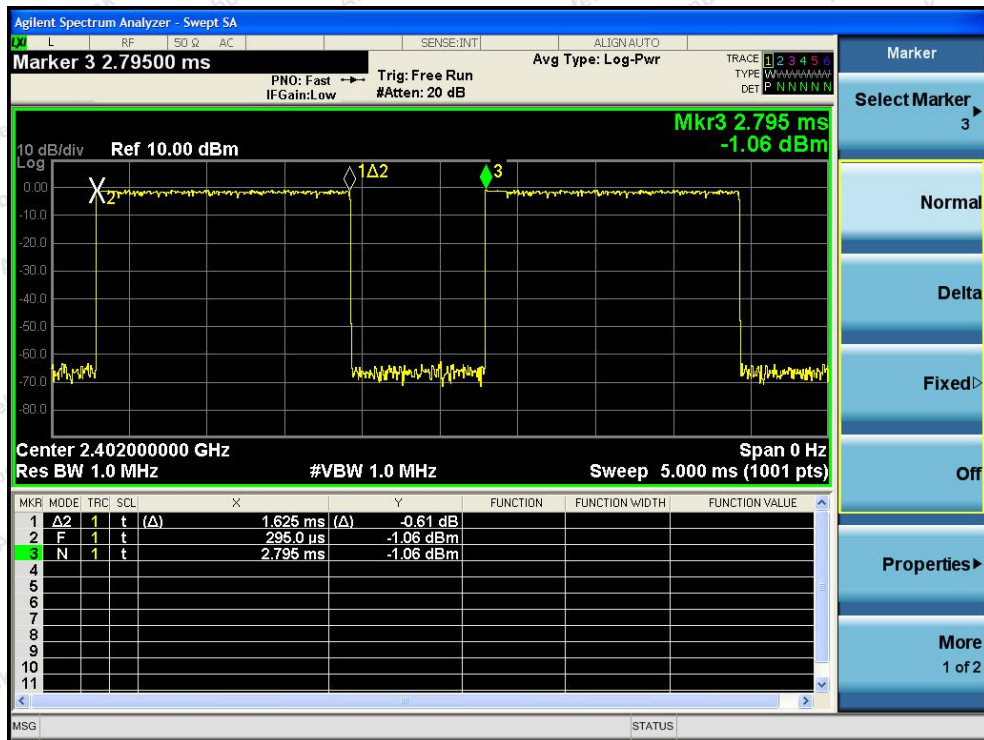 Agilent Spectrum Analyzer - Swept SA
LXI L RF 50 Ω AC SENSE:INT ALIGN AUTO
Marker 3 2.79500 ms
PNO: Fast
IFGain:Low
Trig: Free Run
#Atten: 20 dB
Avg Type: Log-Pwr
TRACE 1 2 3 4 5 6
TYPE W
DET P N N N N N
Mkr3 2.795 ms
-1.06 dBm
10 dB/div Ref 10.00 dBm
Log
0.00
-10.0
-20.0
-30.0
-40.0
-50.0
-60.0
-70.0
-80.0
2
1Δ2
3
Center 2.402000000 GHz Span 0 Hz
Res BW 1.0 MHz #VBW 1.0 MHz Sweep 5.000 ms (1001 pts)
MKR MODE TRC SCL X Y FUNCTION FUNCTION WIDTH FUNCTION VALUE
1 Δ2 1 t (Δ) 1.625 ms (Δ) -0.61 dB
2 F 1 t 295.0 µs -1.06 dBm
3 N 1 t 2.795 ms -1.06 dBm
4
5
6
7
8
9
10
11
MSG STATUS
Marker
Select Marker
3
Normal
Delta
Fixed
Off
Properties
More
1 of 2